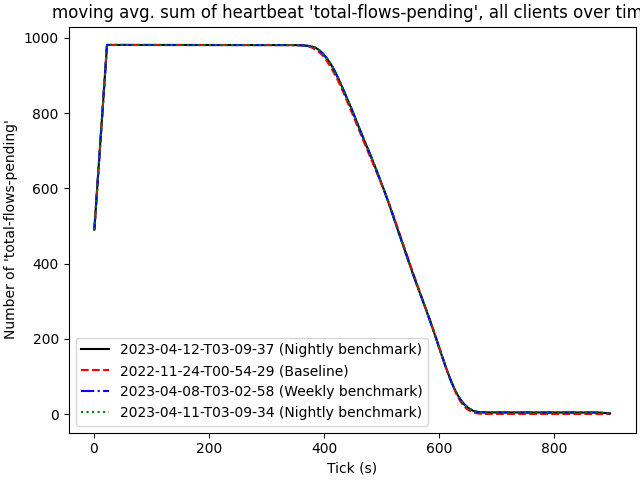 moving avg. sum of heartbeat 'total-flows-pending', all clients over tim
Number of 'total-flows-pending'
1000
800
600
400
200
0
2023-04-12-T03-09-37 (Nightly benchmark)
2022-11-24-T00-54-29 (Baseline)
2023-04-08-T03-02-58 (Weekly benchmark)
2023-04-11-T03-09-34 (Nightly benchmark)
0 200 400 600 800
Tick (s)